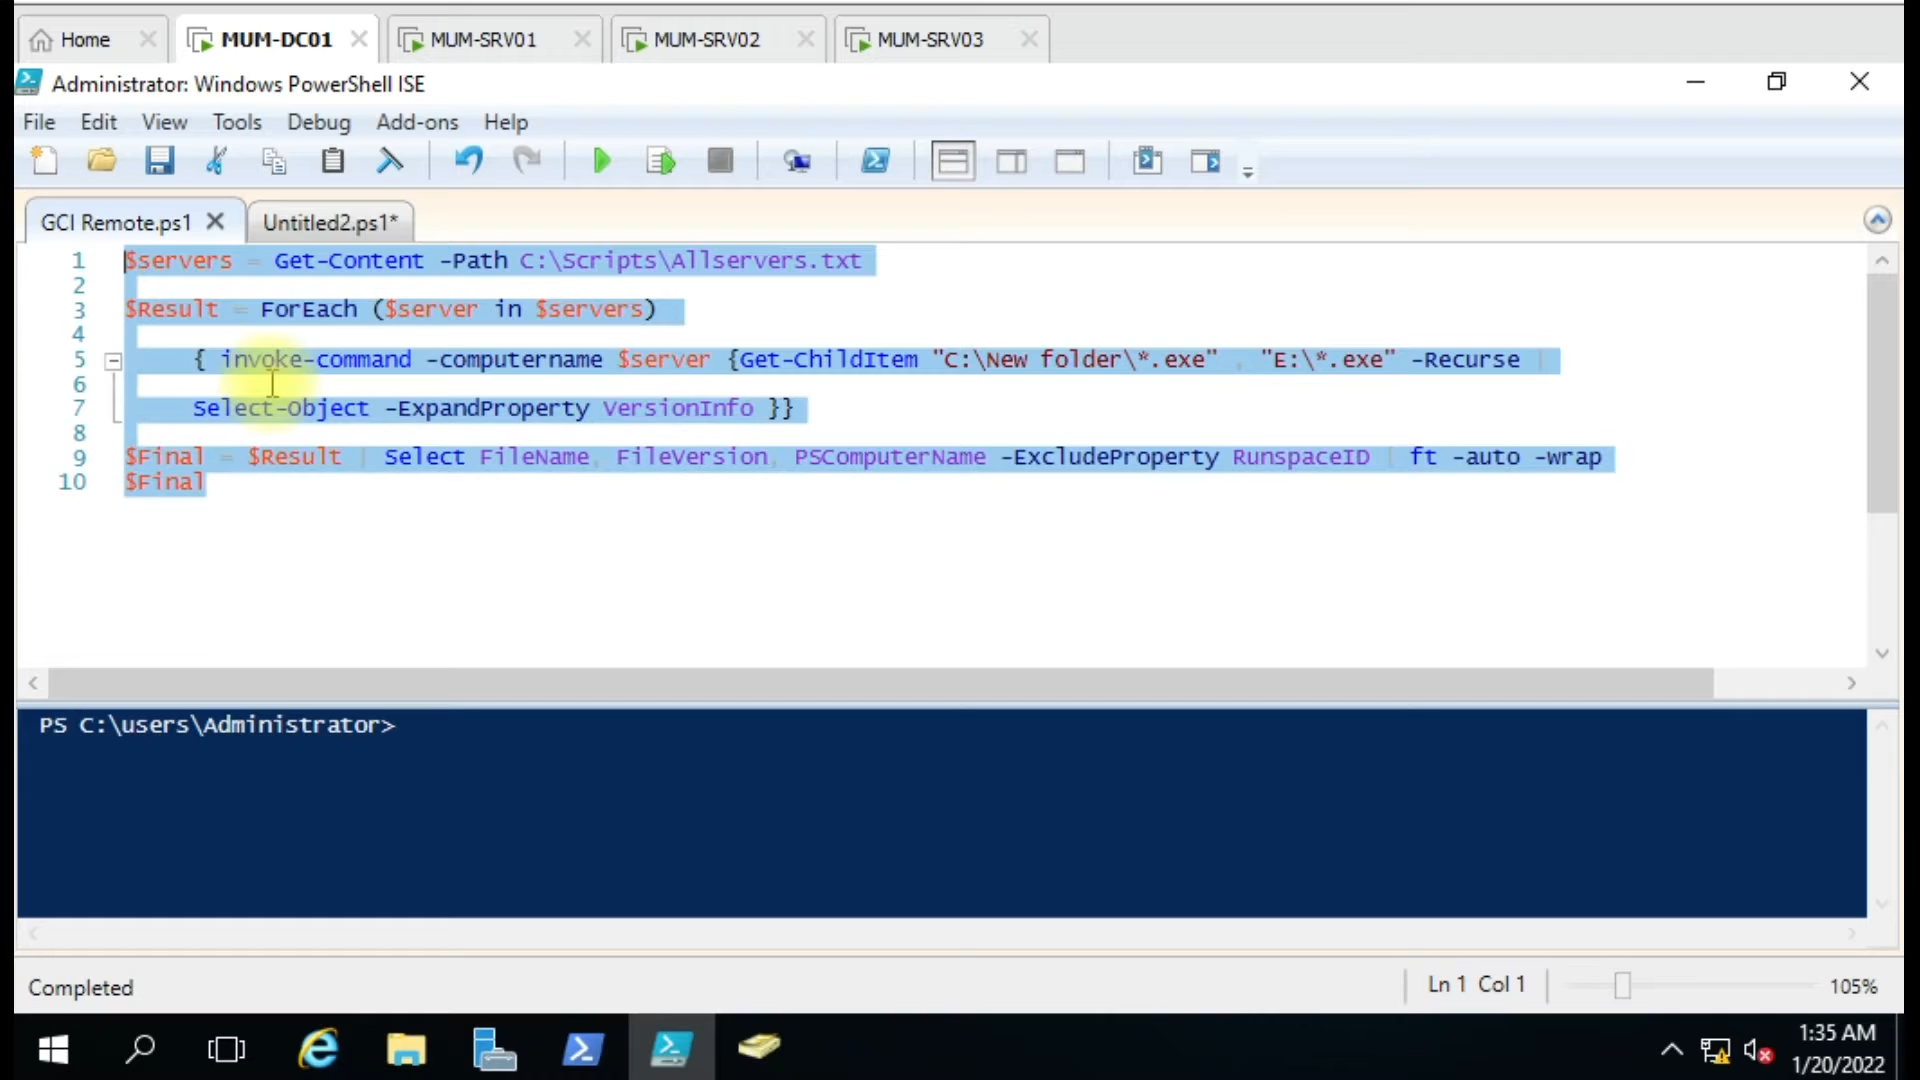 Home
MUM-DC01
MUM-SRV01
MUM-SRV02
MUM-SRV03
Administrator: Windows PowerShell ISE
File Edit View Tools Debug Add-ons Help
GCI Remote.ps1
Untitled2.ps1*
1 $servers = Get-Content -Path C:\Scripts\Allservers.txt
2
3 $Result = ForEach ($server in $servers)
4
5 { invoke-command -computername $server {Get-ChildItem "C:\New folder\*.exe" , "E:\*.exe" -Recurse |
6
7 Select-Object -ExpandProperty VersionInfo }}
8
9 $Final = $Result | Select FileName, FileVersion, PSComputerName -ExcludeProperty RunspaceID | ft -auto -wrap
10 $Final
PS C:\users\Administrator>
Completed
Ln 1 Col 1
105%
1:35 AM
1/20/2022